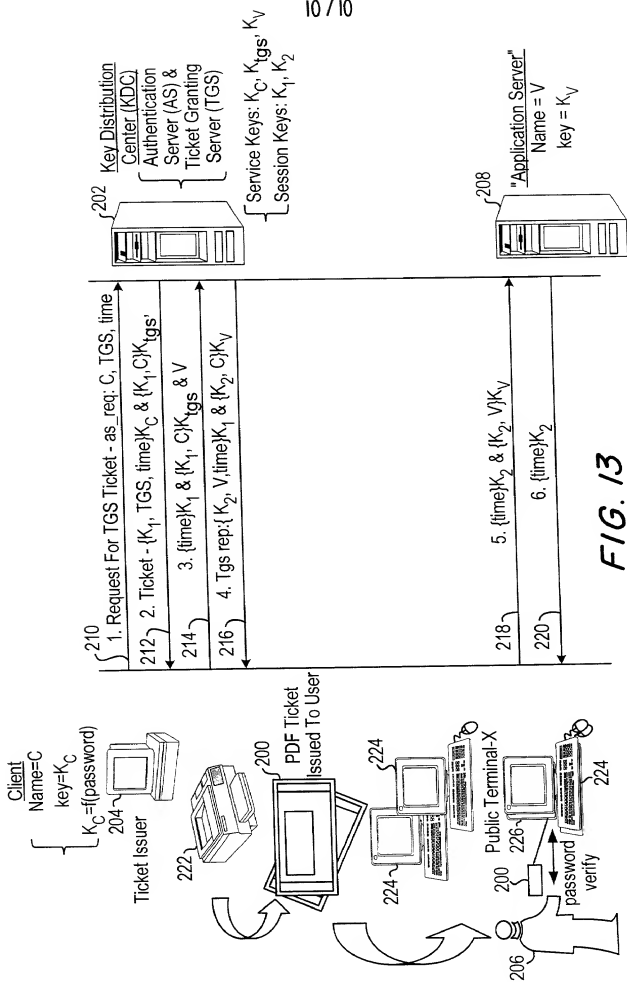 10/10
Client
Name=C
key=K_C
K_C=f(password)
204
Ticket Issuer
222
200
PDF Ticket
Issued To User
224
224
Public Terminal-X
226
224
200
password
verify
206
210
1. Request For TGS Ticket - as_req: C, TGS, time
212
2. Ticket - {K_1, TGS, time}K_C & {K_1,C}K_tgs,
214
3. {time}K_1 & {K_1, C}K_tgs & V
216
4. Tgs rep:{ K_2, V,time}K_1 & {K_2, C}K_V
218
5. {time}K_2 & {K_2, V}K_V
220
6. {time}K_2
202
Key Distribution
Center (KDC)
Authentication
Server (AS) &
Ticket Granting
Server (TGS)
Service Keys: K_C, K_tgs, K_V
Session Keys: K_1, K_2
208
"Application Server"
Name = V
key = K_V
FIG. 13